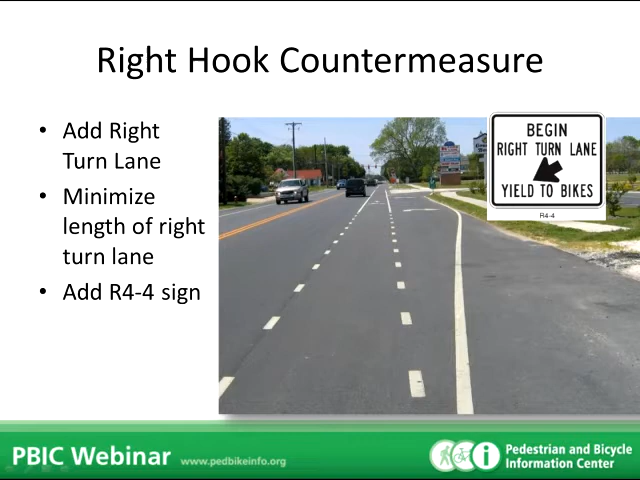 Right Hook Countermeasure
• Add Right
Turn Lane
• Minimize
length of right
turn lane
• Add R4-4 sign
BEGIN
RIGHT TURN LANE
YIELD TO BIKES
R4-4
PBIC Webinar
www.pedbikeinfo.org
Pedestrian and Bicycle
Information Center